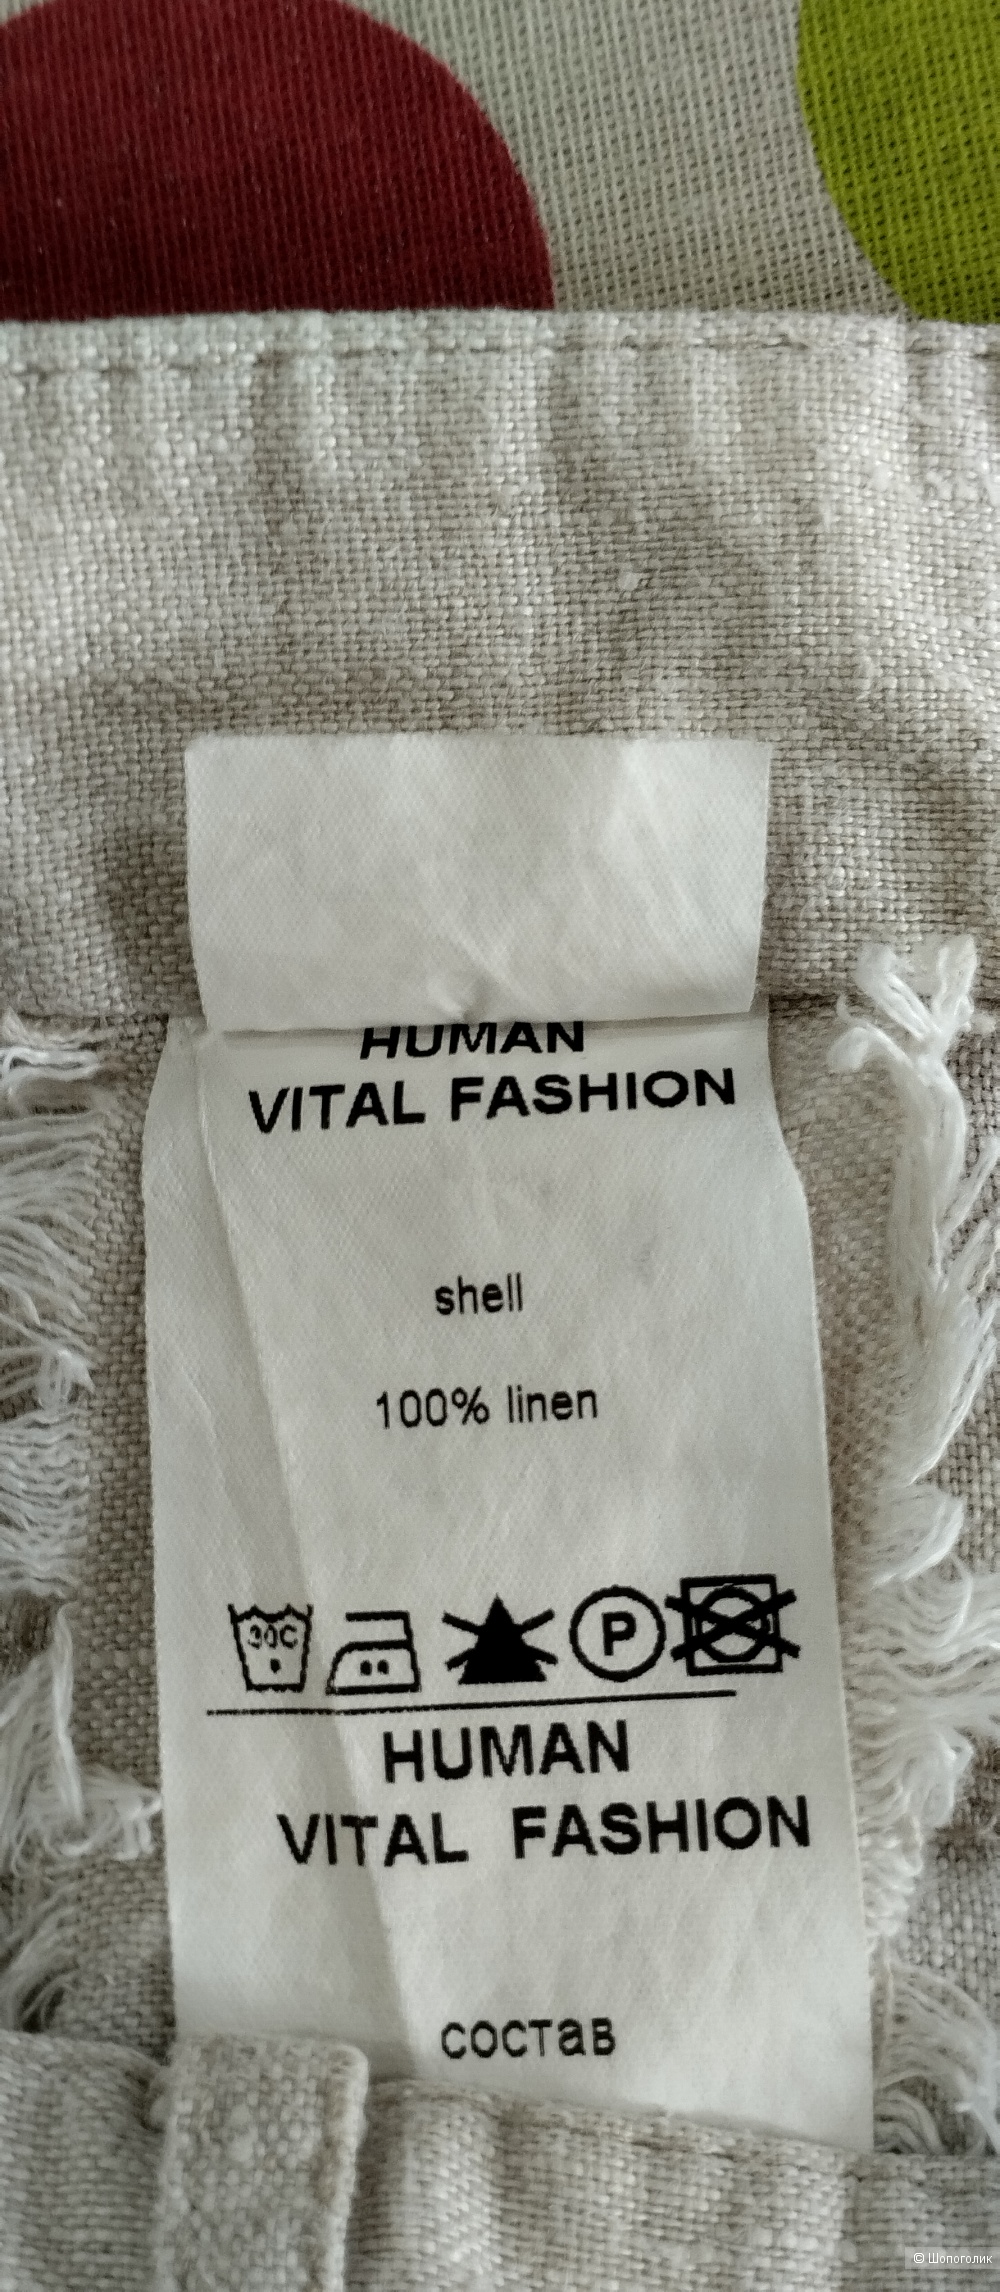 HUMAN
VITAL FASHION
shell
100% linen
30C
P
HUMAN
VITAL FASHION
состав
© Шопоголик